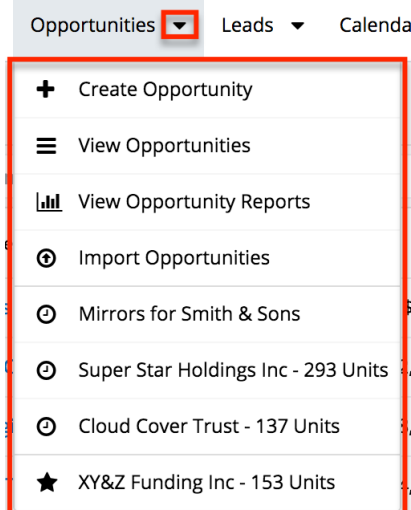 Opportunities Leads Calenda
Create Opportunity
View Opportunities
View Opportunity Reports
Import Opportunities
Mirrors for Smith & Sons
Super Star Holdings Inc - 293 Units
Cloud Cover Trust - 137 Units
XY&Z Funding Inc - 153 Units